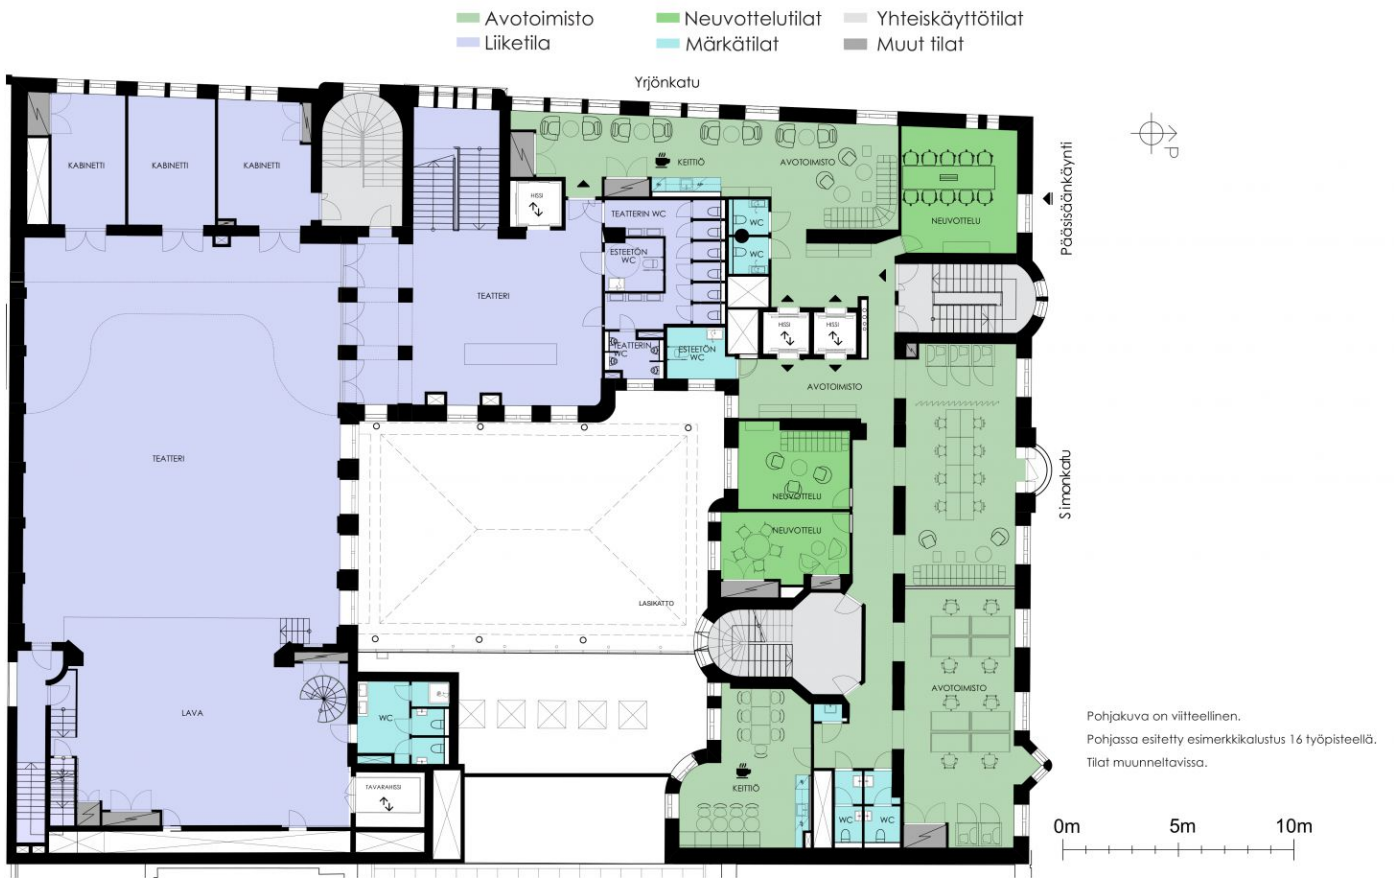 Avotoimisto
Neuvottelutilat
Yhteiskäyttötilat
Liiketila
Märkätilat
Muut tilat
Yrjönkatu
P
Pääsisäänkäynti
KABINETTI
KABINETTI
KABINETTI
HISSI
KEITTIÖ
AVOTOIMISTO
NEUVOTTELU
TEATTERIN WC
WC
WC
ESTEETÖN
WC
TEATTERI
HISSI
HISSI
TEATTERIN
WC
ESTEETÖN
WC
AVOTOIMISTO
TEATTERI
NEUVOTTELU
NEUVOTTELU
Simonkatu
LASIKATTO
LAVA
WC
AVOTOIMISTO
TAVARAHISSI
KEITTIÖ
WC
WC
Pohjakuva on viitteellinen.
Pohjassa esitetty esimerkkikalustus 16 työpisteellä.
Tilat muunneltavissa.
0m
5m
10m